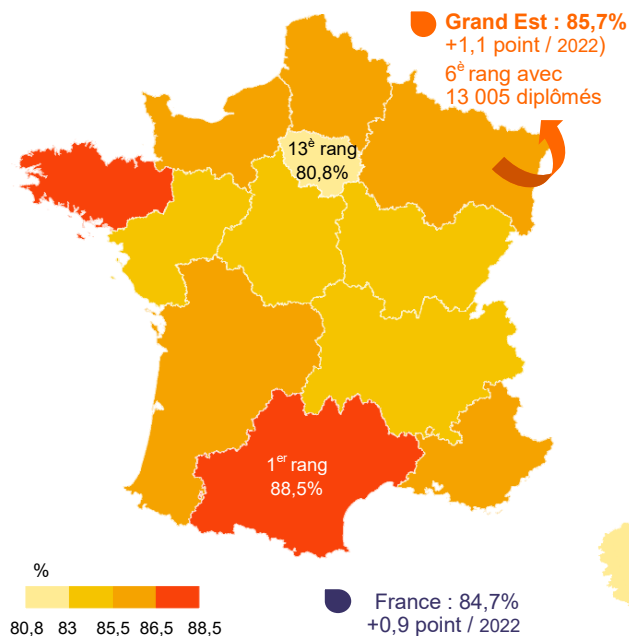 Grand Est : 85,7%
+1,1 point / 2022)
6è rang avec
13 005 diplômés
13è rang
80,8%
1er rang
88,5%
%
80,8 83 85,5 86,5 88,5
France : 84,7%
+0,9 point / 2022